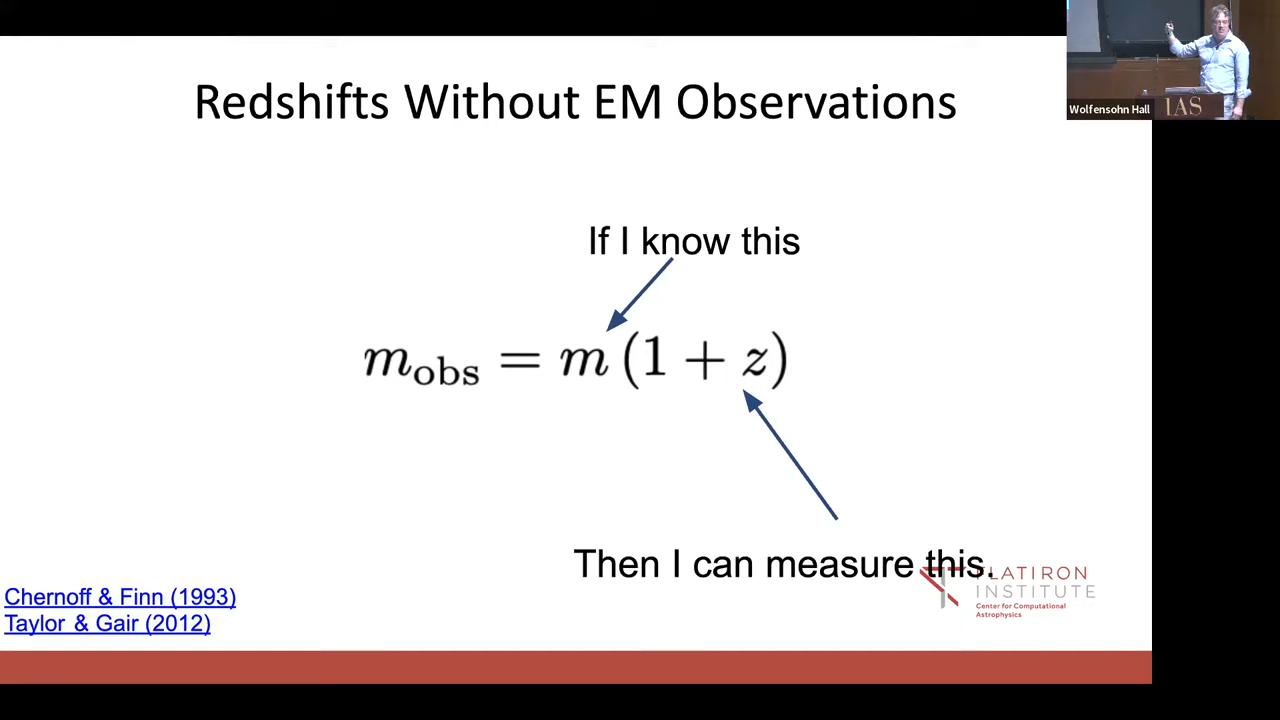 Redshifts Without EM Observations
Wolfensohn Hall
IAS
If I know this
m_obs = m (1 + z)
Then I can measure this.
Chernoff & Finn (1993)
Taylor & Gair (2012)
FLATIRON
INSTITUTE
Center for Computational
Astrophysics